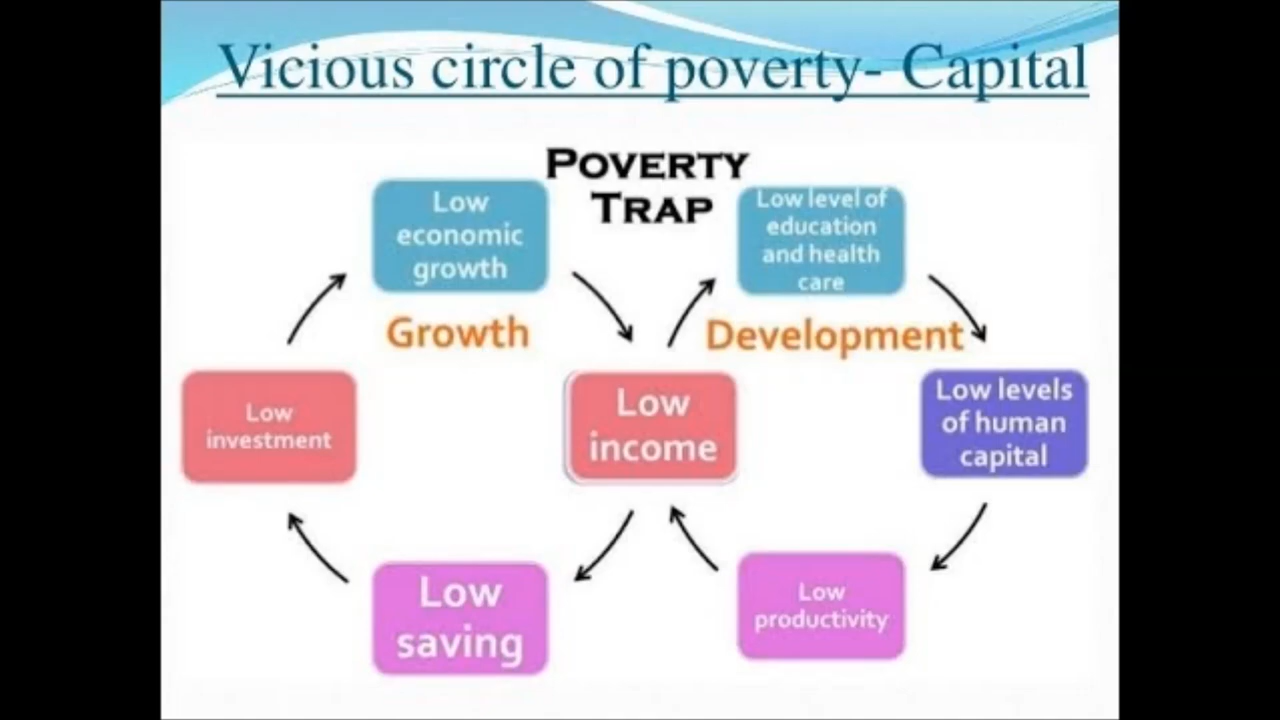 Vicious circle of poverty- Capital
POVERTY
TRAP
Low
economic
growth
Low level of
education
and health
care
Growth
Development
Low
investment
Low
income
Low levels
of human
capital
Low
saving
Low
productivity